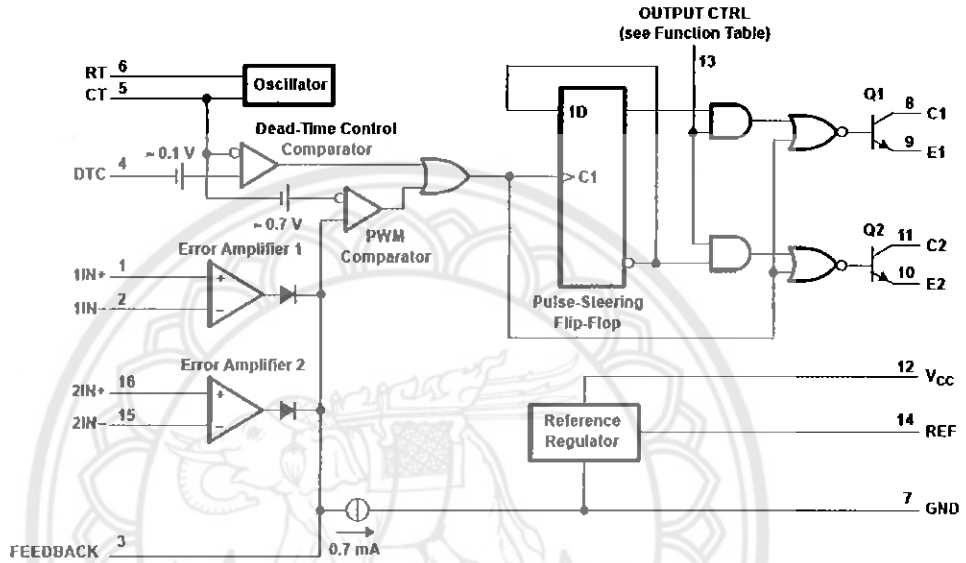 OUTPUT CTRL
(see Function Table)
13
RT 6
CT 5
Oscillator
Dead-Time Control
Comparator
~ 0.1 V
DTC 4
~ 0.7 V
PWM
Comparator
1D
C1
Pulse-Steering
Flip-Flop
Q1
8 C1
9 E1
Q2
11 C2
10 E2
Error Amplifier 1
1IN+ 1
1IN- 2
+
−
Error Amplifier 2
2IN+ 16
2IN- 15
+
−
12 VCC
Reference
Regulator
14 REF
7 GND
0.7 mA
FEEDBACK 3